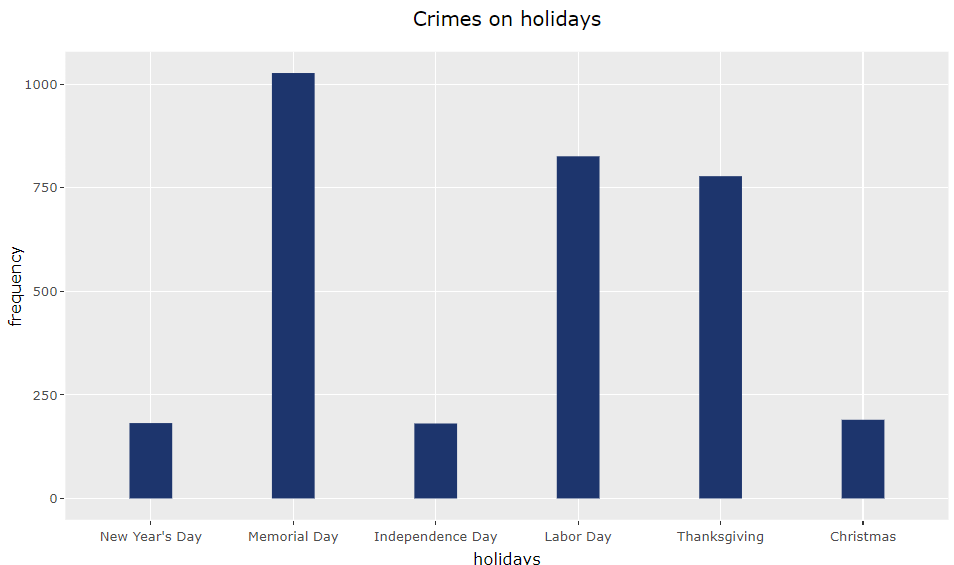 Crimes on holidays
frequency
1000
750
500
250
0
New Year's Day Memorial Day Independence Day Labor Day Thanksgiving Christmas
holidays